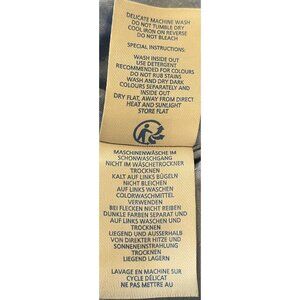 DELICATE MACHINE WASH
DO NOT TUMBLE DRY
COOL IRON ON REVERSE
DO NOT BLEACH
SPECIAL INSTRUCTIONS:
WASH INSIDE OUT
USE DETERGENT
RECOMMENDED FOR COLOURS
DO NOT RUB STAINS
WASH AND DRY DARK
COLOURS SEPARATELY AND
INSIDE OUT
DRY FLAT, AWAY FROM DIRECT
HEAT AND SUNLIGHT
STORE FLAT
MASCHINENWÄSCHE IM
SCHONWASCHGANG
NICHT IM WÄSCHETROCKNER
TROCKNEN
KALT AUF LINKS BÜGELN
NICHT BLEICHEN
AUF LINKS WASCHEN
COLORWASCHMITTEL
VERWENDEN
BEI FLECKEN NICHT REIBEN
DUNKLE FARBEN SEPARAT UND
AUF LINKS WASCHEN UND
TROCKNEN
LIEGEND UND AUSSERHALB
VON DIREKTER HITZE UND
SONNENEINSTRAHLUNG
TROCKNEN
LIEGEND LAGERN
LAVAGE EN MACHINE SUR
CYCLE DÉLICAT
NE PAS METTRE AU